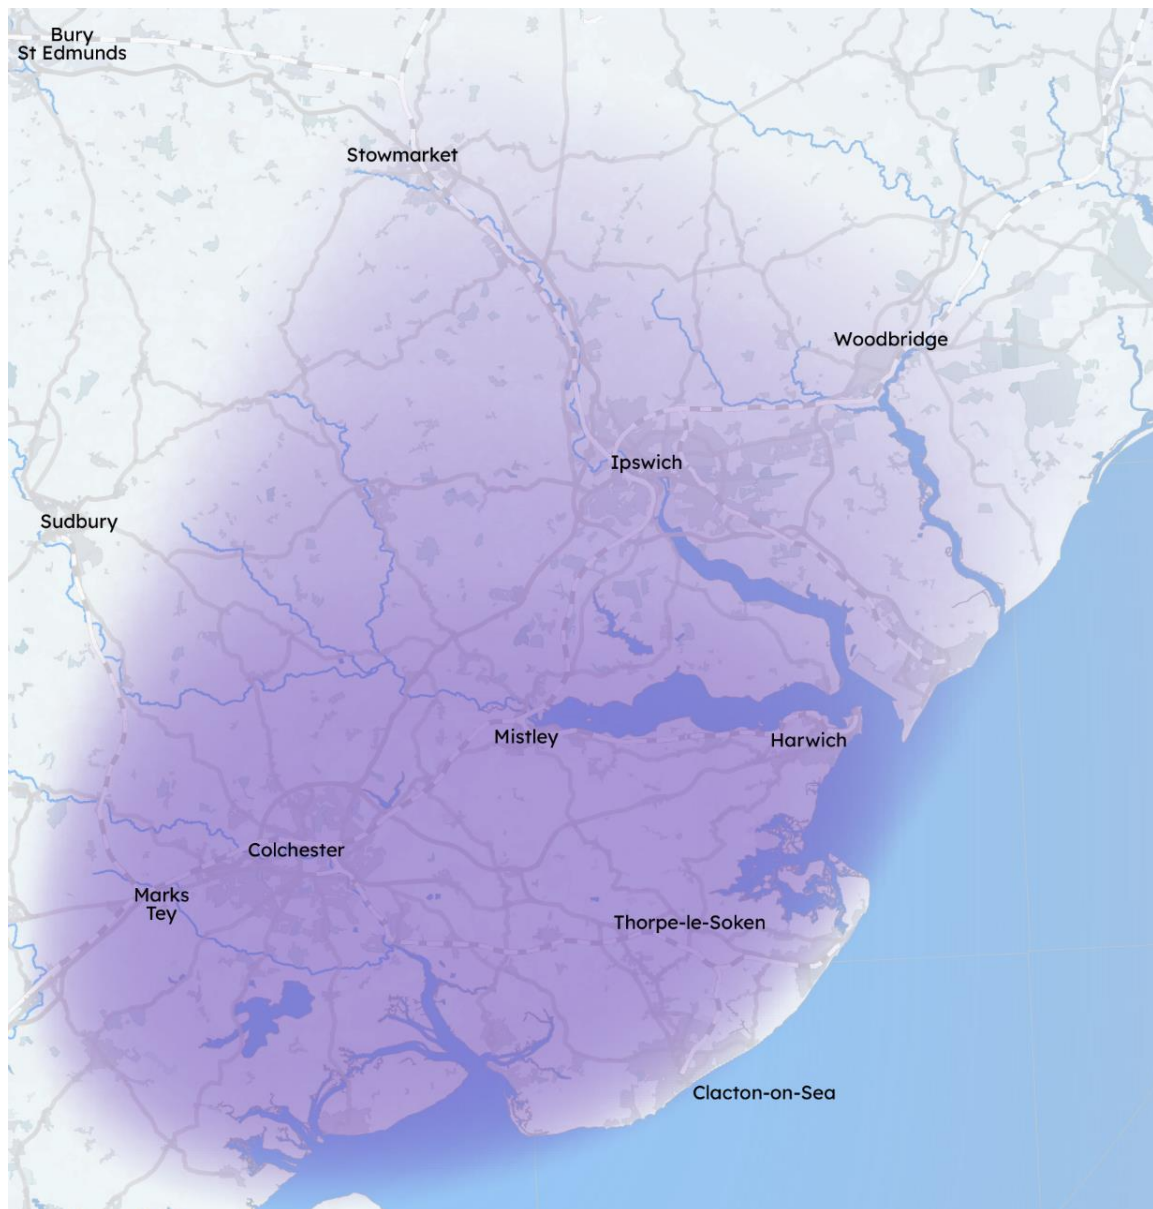 Bury
St Edmunds
Stowmarket
Woodbridge
Ipswich
Sudbury
Mistley
Harwich
Colchester
Marks
Tey
Thorpe-le-Soken
Clacton-on-Sea